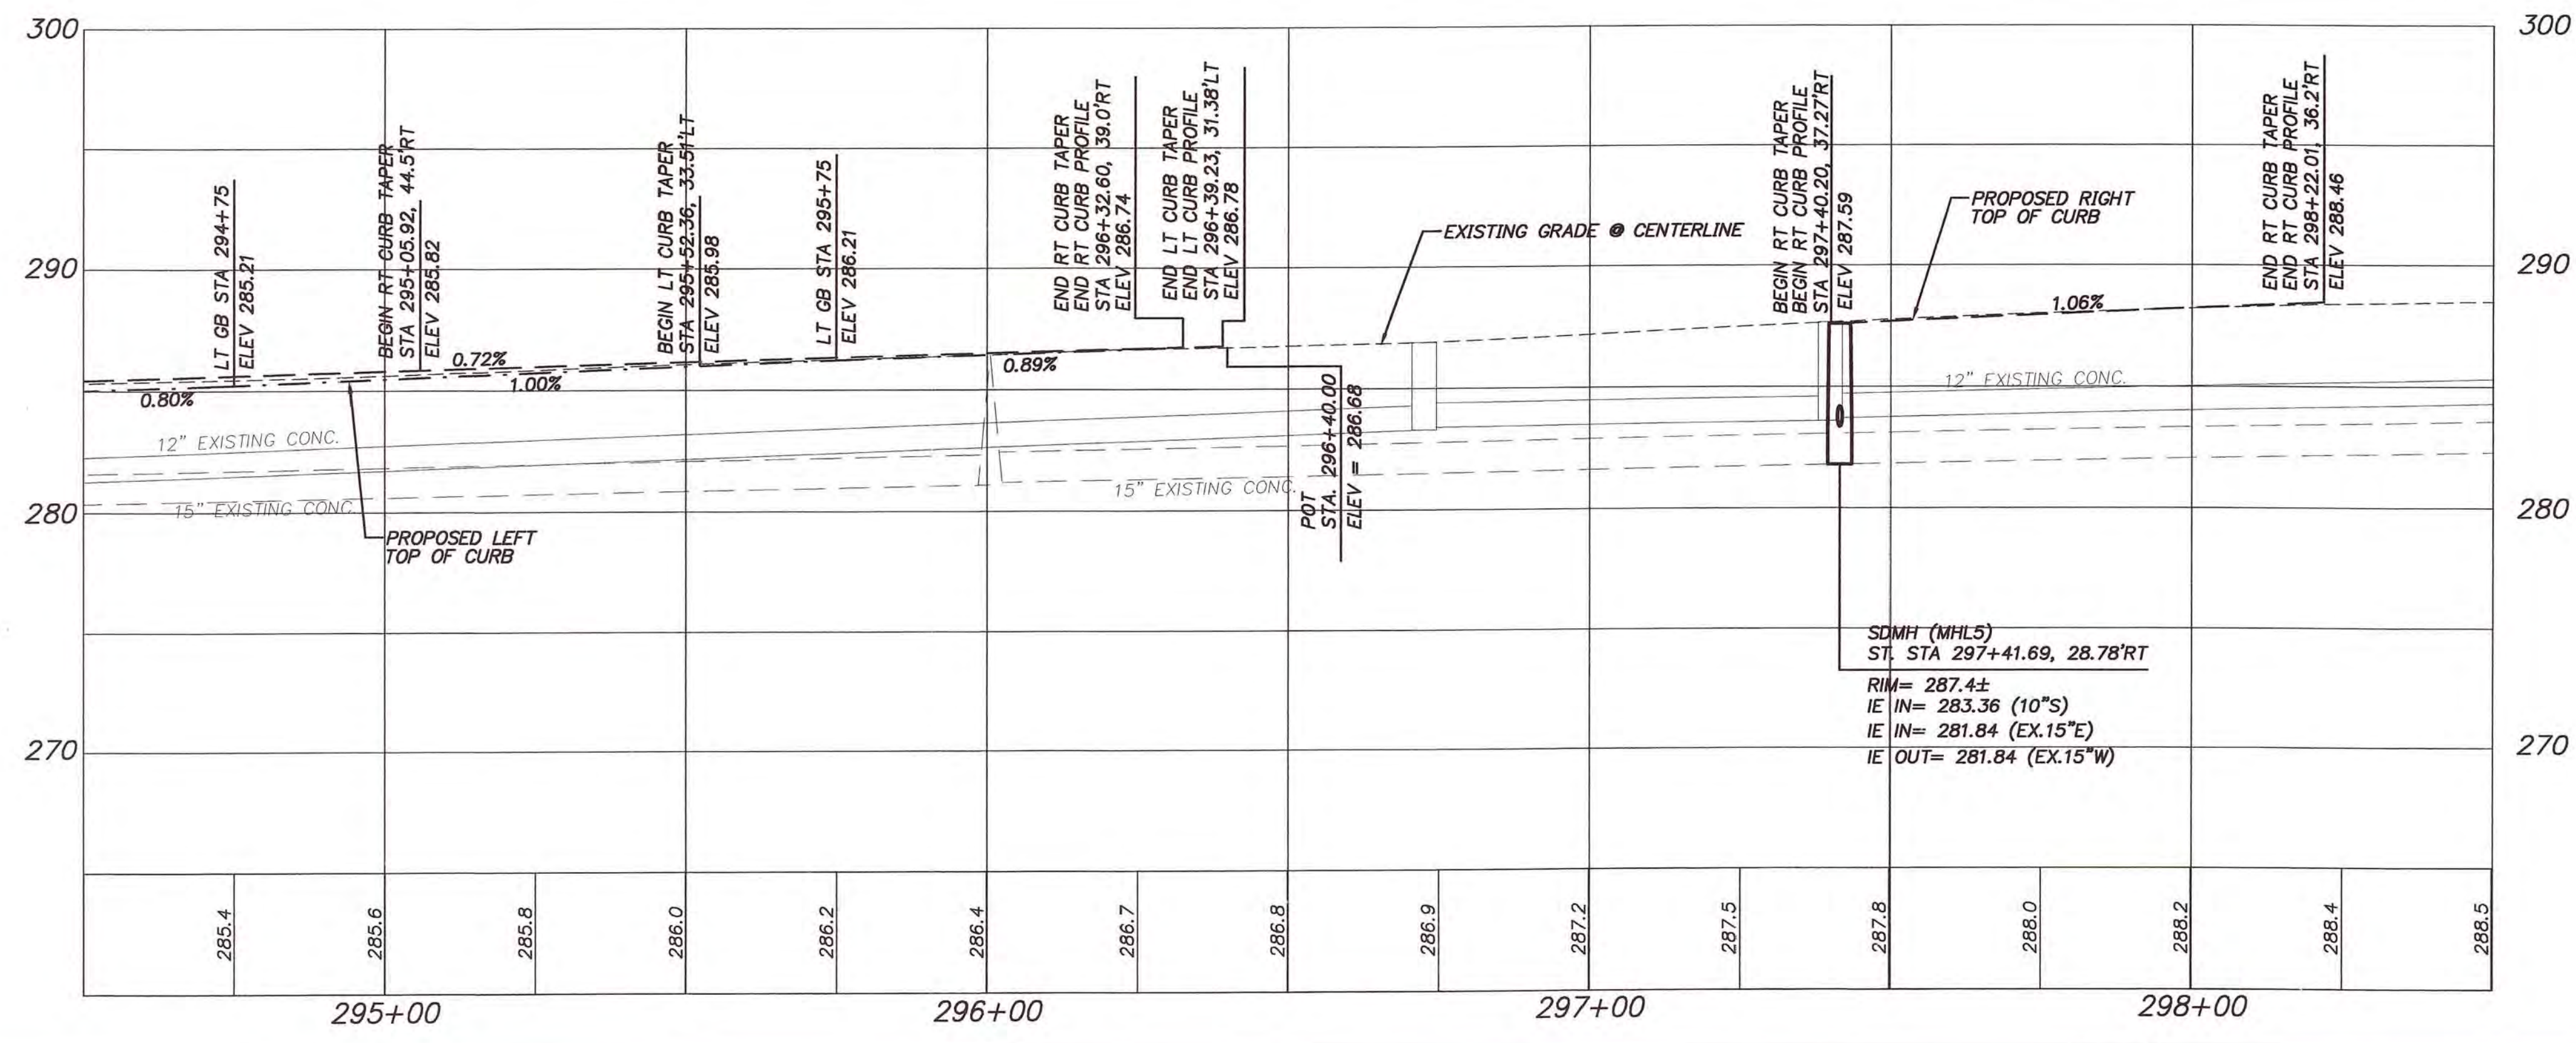 300
300
290
290
280
280
270
270
LT GB STA 294+75
ELEV 285.21
BEGIN RT CURB TAPER
STA 295+05.92, 44.5'RT
ELEV 285.82
BEGIN LT CURB TAPER
STA 295+52.36, 33.51'LT
ELEV 285.98
LT GB STA 295+75
ELEV 286.21
END RT CURB TAPER
END RT CURB PROFILE
STA 296+32.60, 39.0'RT
ELEV 286.74
END LT CURB TAPER
END LT CURB PROFILE
STA 296+39.23, 31.38'LT
ELEV 286.78
EXISTING GRADE @ CENTERLINE
BEGIN RT CURB TAPER
BEGIN RT CURB PROFILE
STA 297+40.20, 37.27'RT
ELEV 287.59
PROPOSED RIGHT
TOP OF CURB
END RT CURB TAPER
END RT CURB PROFILE
STA 298+22.01, 36.2'RT
ELEV 288.46
0.80%
0.72%
1.00%
0.89%
1.06%
12" EXISTING CONC.
15" EXISTING CONC.
15" EXISTING CONC.
12" EXISTING CONC.
PROPOSED LEFT
TOP OF CURB
POT
STA. 296+40.00
ELEV = 286.68
SDMH (MHL5)
ST. STA 297+41.69, 28.78'RT
RIM= 287.4±
IE IN= 283.36 (10"S)
IE IN= 281.84 (EX.15"E)
IE OUT= 281.84 (EX.15"W)
285.4
285.6
285.8
286.0
286.2
286.4
286.7
286.8
286.9
287.2
287.5
287.8
288.0
288.2
288.4
288.5
295+00
296+00
297+00
298+00